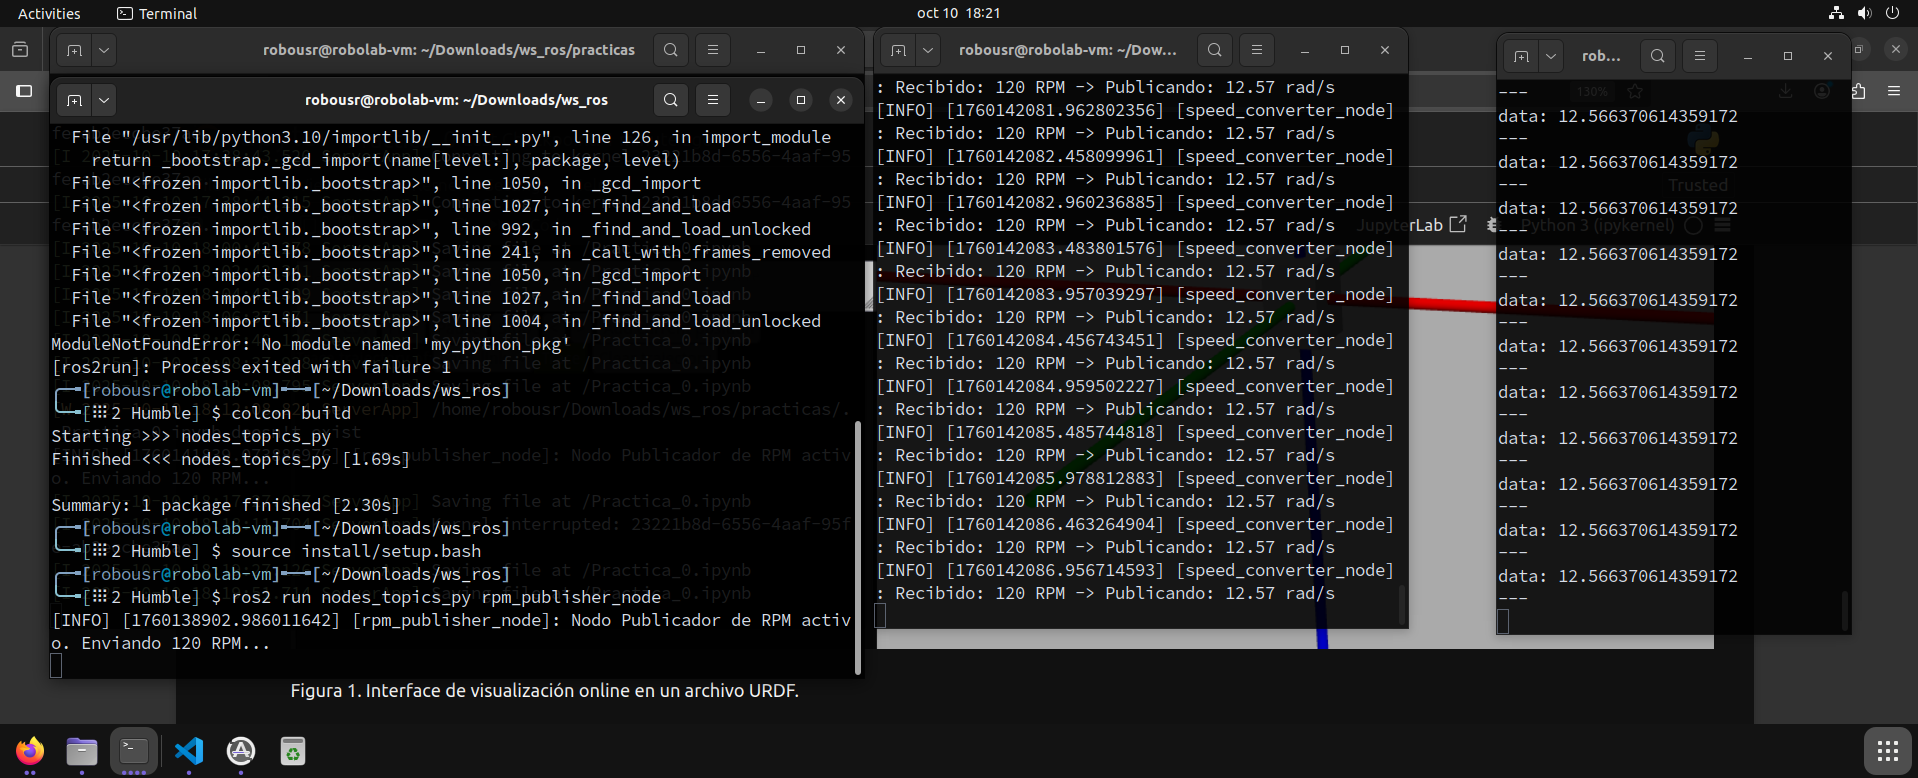 Activities
Terminal
oct 10 18:21
robousr@robolab-vm: ~/Downloads/ws_ros/practicas
robousr@robolab-vm: ~/Downloads/ws_ros
File "/usr/lib/python3.10/importlib/__init__.py", line 126, in import_module
return _bootstrap._gcd_import(name[level:], package, level)
File "<frozen importlib._bootstrap>", line 1050, in _gcd_import
File "<frozen importlib._bootstrap>", line 1027, in _find_and_load
File "<frozen importlib._bootstrap>", line 992, in _find_and_load_unlocked
File "<frozen importlib._bootstrap>", line 241, in _call_with_frames_removed
File "<frozen importlib._bootstrap>", line 1050, in _gcd_import
File "<frozen importlib._bootstrap>", line 1027, in _find_and_load
File "<frozen importlib._bootstrap>", line 1004, in _find_and_load_unlocked
ModuleNotFoundError: No module named 'my_python_pkg'
[ros2run]: Process exited with failure 1
[robousr@robolab-vm]──[~/Downloads/ws_ros]
[⠿2 Humble] $ colcon build
Starting >>> nodes_topics_py
Finished <<< nodes_topics_py [1.69s]
Summary: 1 package finished [2.30s]
[robousr@robolab-vm]──[~/Downloads/ws_ros]
[⠿2 Humble] $ source install/setup.bash
[robousr@robolab-vm]──[~/Downloads/ws_ros]
[⠿2 Humble] $ ros2 run nodes_topics_py rpm_publisher_node
[INFO] [1760138902.986011642] [rpm_publisher_node]: Nodo Publicador de RPM activ
o. Enviando 120 RPM...
robousr@robolab-vm: ~/Dow...
: Recibido: 120 RPM -> Publicando: 12.57 rad/s
[INFO] [1760142081.962802356] [speed_converter_node]
: Recibido: 120 RPM -> Publicando: 12.57 rad/s
[INFO] [1760142082.458099961] [speed_converter_node]
: Recibido: 120 RPM -> Publicando: 12.57 rad/s
[INFO] [1760142082.960236885] [speed_converter_node]
: Recibido: 120 RPM -> Publicando: 12.57 rad/s
[INFO] [1760142083.483801576] [speed_converter_node]
: Recibido: 120 RPM -> Publicando: 12.57 rad/s
[INFO] [1760142083.957039297] [speed_converter_node]
: Recibido: 120 RPM -> Publicando: 12.57 rad/s
[INFO] [1760142084.456743451] [speed_converter_node]
: Recibido: 120 RPM -> Publicando: 12.57 rad/s
[INFO] [1760142084.959502227] [speed_converter_node]
: Recibido: 120 RPM -> Publicando: 12.57 rad/s
[INFO] [1760142085.485744818] [speed_converter_node]
: Recibido: 120 RPM -> Publicando: 12.57 rad/s
[INFO] [1760142085.978812883] [speed_converter_node]
: Recibido: 120 RPM -> Publicando: 12.57 rad/s
[INFO] [1760142086.463264904] [speed_converter_node]
: Recibido: 120 RPM -> Publicando: 12.57 rad/s
[INFO] [1760142086.956714593] [speed_converter_node]
: Recibido: 120 RPM -> Publicando: 12.57 rad/s
rob...
---
data: 12.566370614359172
---
data: 12.566370614359172
---
data: 12.566370614359172
---
data: 12.566370614359172
---
data: 12.566370614359172
---
data: 12.566370614359172
---
data: 12.566370614359172
---
data: 12.566370614359172
---
data: 12.566370614359172
---
data: 12.566370614359172
---
data: 12.566370614359172
---
130%
Trusted
JupyterLab
Python 3 (ipykernel)
Figura 1. Interface de visualización online en un archivo URDF.